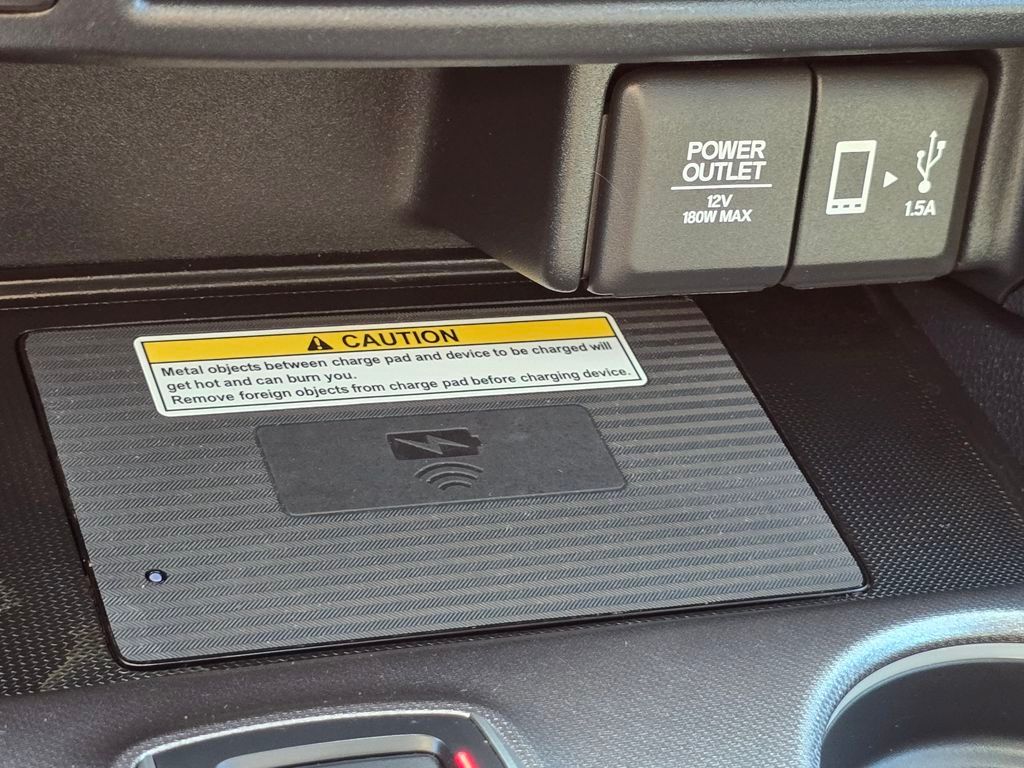 POWER
OUTLET
12V
180W MAX
1.5A
CAUTION
Metal objects between charge pad and device to be charged will
get hot and can burn you.
Remove foreign objects from charge pad before charging device.